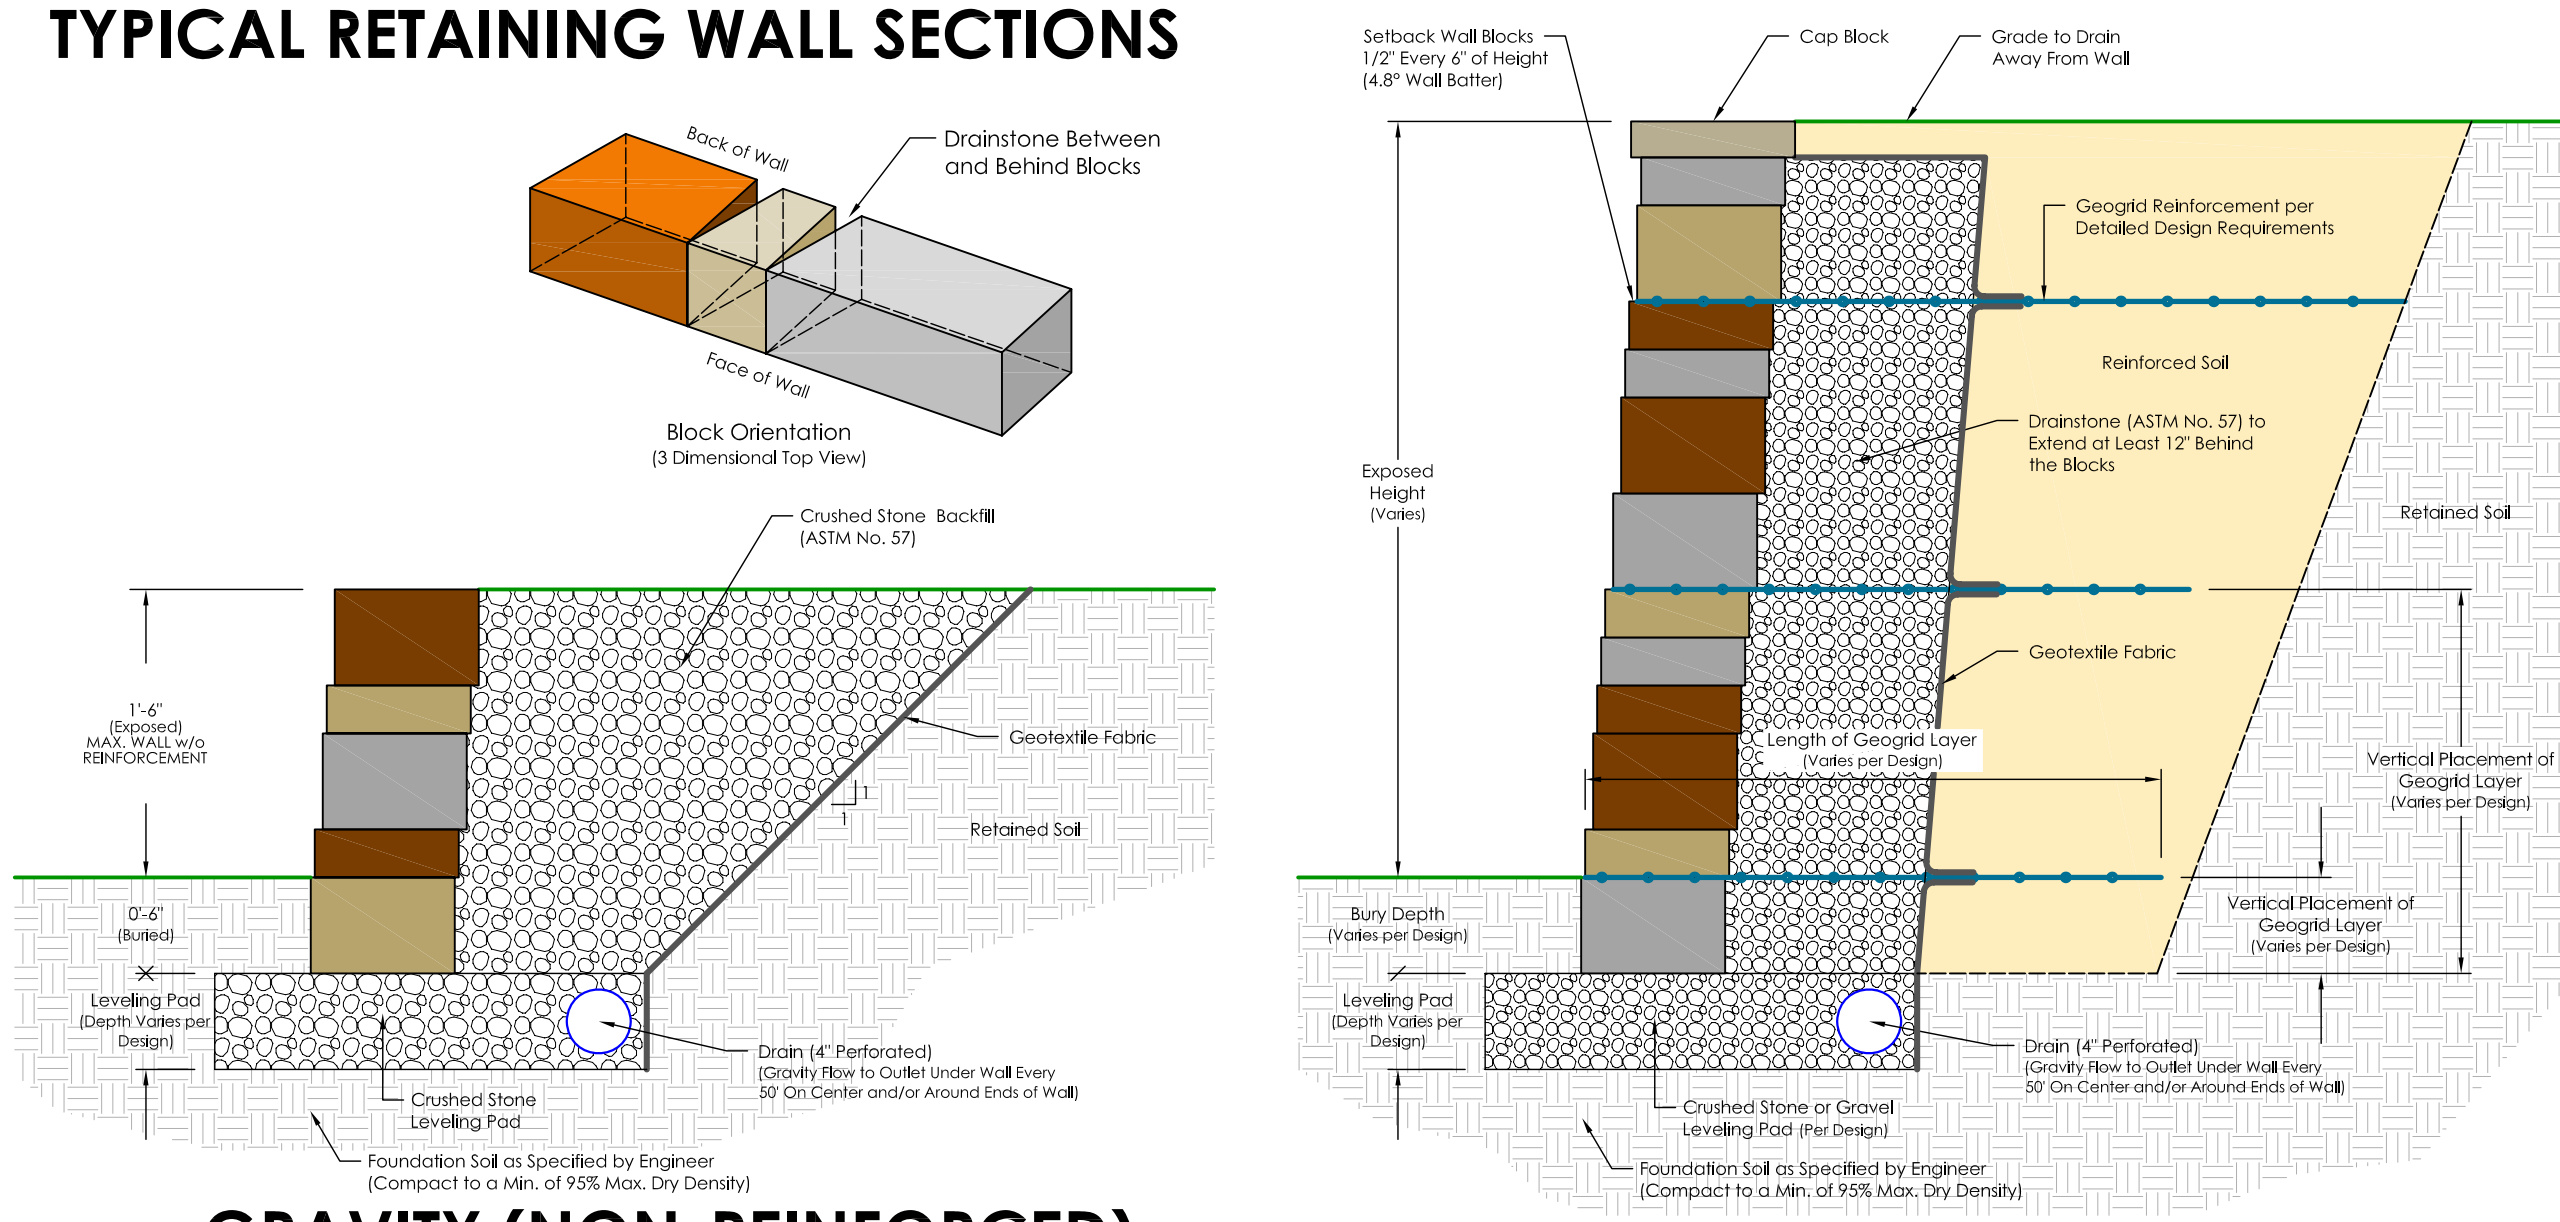 TYPICAL RETAINING WALL SECTIONS
Back of Wall
Drainstone Between
and Behind Blocks
Face of Wall
Block Orientation
(3 Dimensional Top View)
Crushed Stone Backfill
(ASTM No. 57)
1'-6"
(Exposed)
MAX. WALL w/o
REINFORCEMENT
Geotextile Fabric
1
1
Retained Soil
0'-6"
(Buried)
Leveling Pad
(Depth Varies per
Design)
Drain (4" Perforated)
(Gravity Flow to Outlet Under Wall Every
50' On Center and/or Around Ends of Wall)
Crushed Stone
Leveling Pad
Foundation Soil as Specified by Engineer
(Compact to a Min. of 95% Max. Dry Density)
GRAVITY (NON-REINFORCED)
Setback Wall Blocks
1/2" Every 6" of Height
(4.8° Wall Batter)
Cap Block
Grade to Drain
Away From Wall
Geogrid Reinforcement per
Detailed Design Requirements
Reinforced Soil
Drainstone (ASTM No. 57) to
Extend at Least 12" Behind
the Blocks
Exposed
Height
(Varies)
Retained Soil
Geotextile Fabric
Length of Geogrid Layer
(Varies per Design)
Vertical Placement of
Geogrid Layer
(Varies per Design)
Bury Depth
(Varies per Design)
Vertical Placement of
Geogrid Layer
(Varies per Design)
Leveling Pad
(Depth Varies per
Design)
Drain (4" Perforated)
(Gravity Flow to Outlet Under Wall Every
50' On Center and/or Around Ends of Wall)
Crushed Stone or Gravel
Leveling Pad (Per Design)
Foundation Soil as Specified by Engineer
(Compact to a Min. of 95% Max. Dry Density)